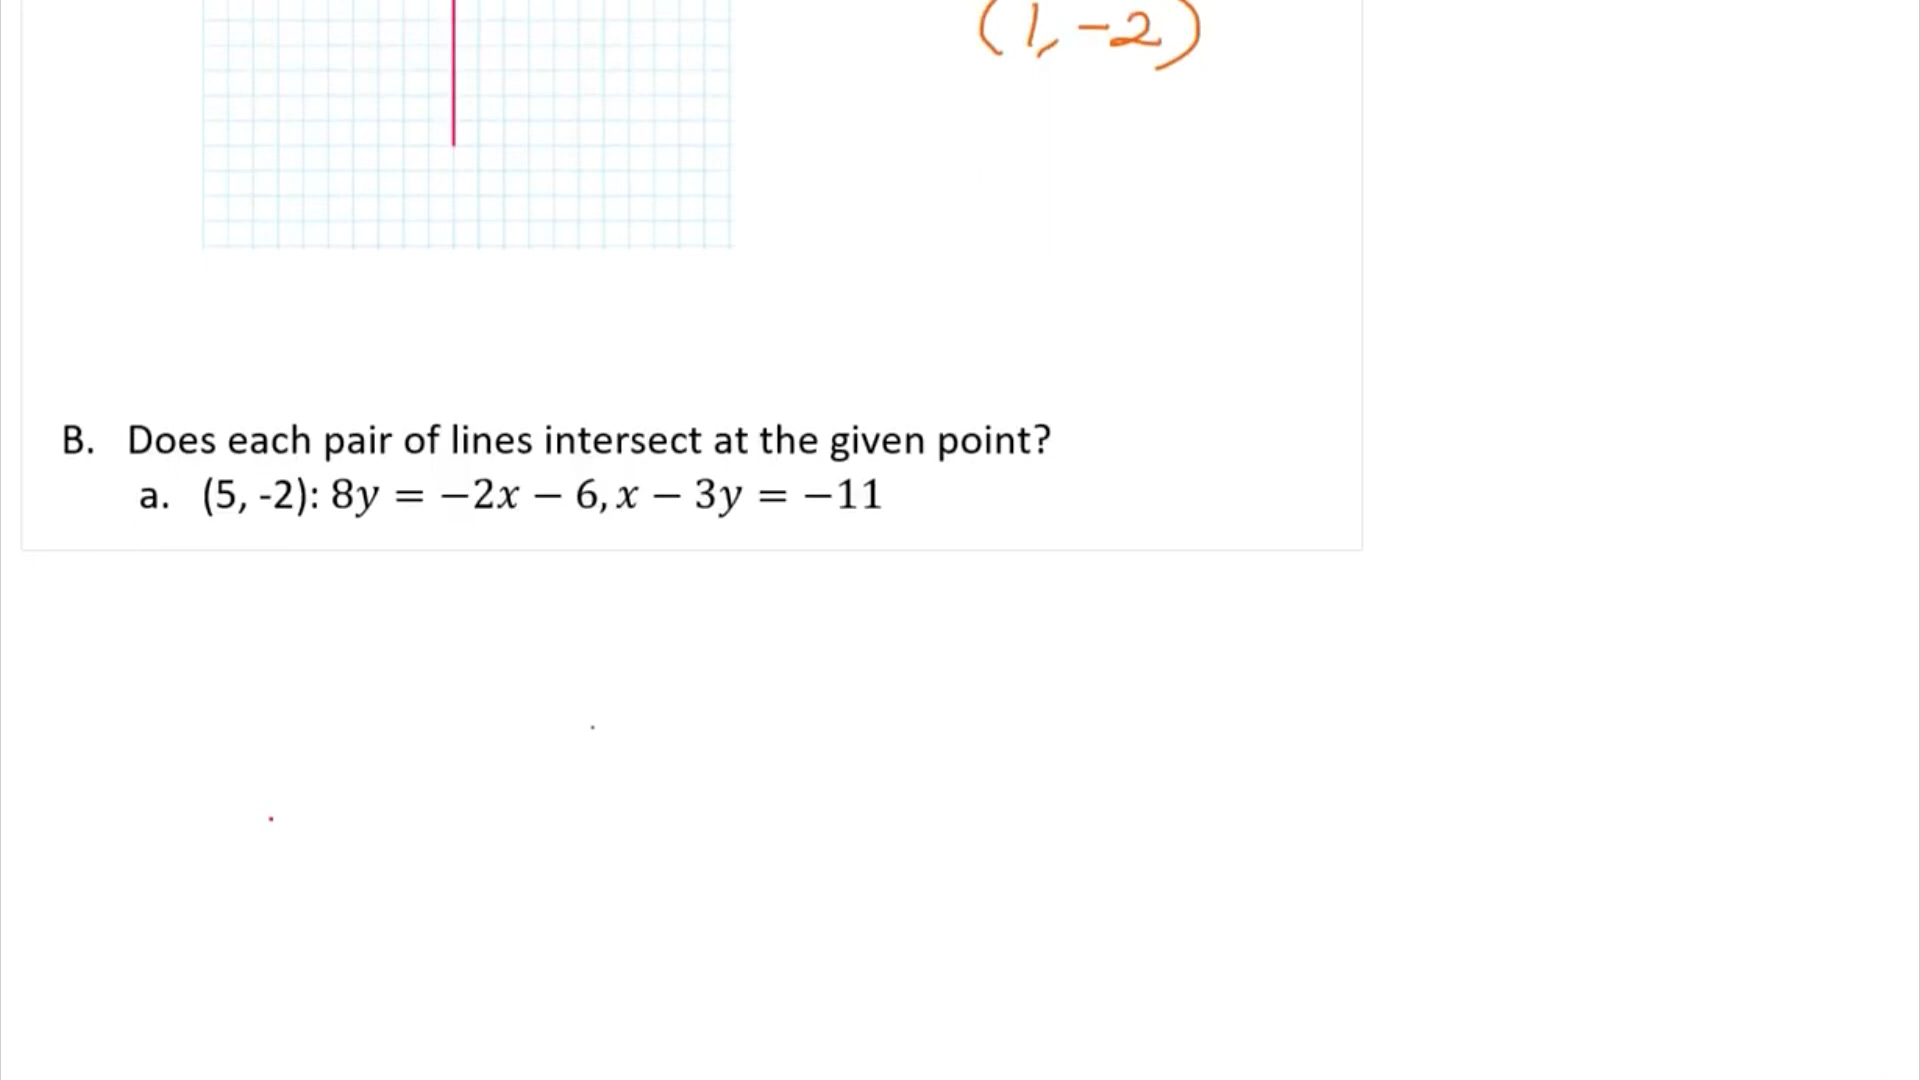 (1, -2)
B. Does each pair of lines intersect at the given point?
a. (5, -2): 8y = −2x − 6, x − 3y = −11